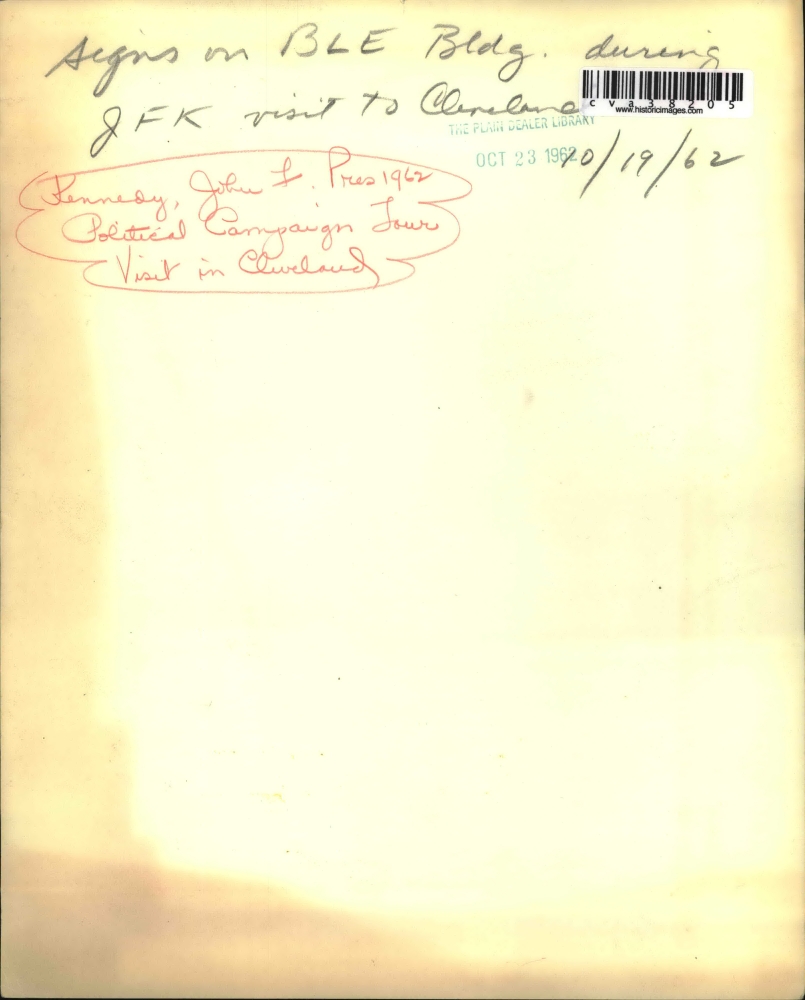 signs on BLE Bldg. during
JFK visit to Cleveland
cva38205
www.historicimages.com
THE PLAIN DEALER LIBRARY
OCT 23 1962
10/19/62
Kennedy, John F. Pres 1962
Political Campaign Tour
Visit in Cleveland